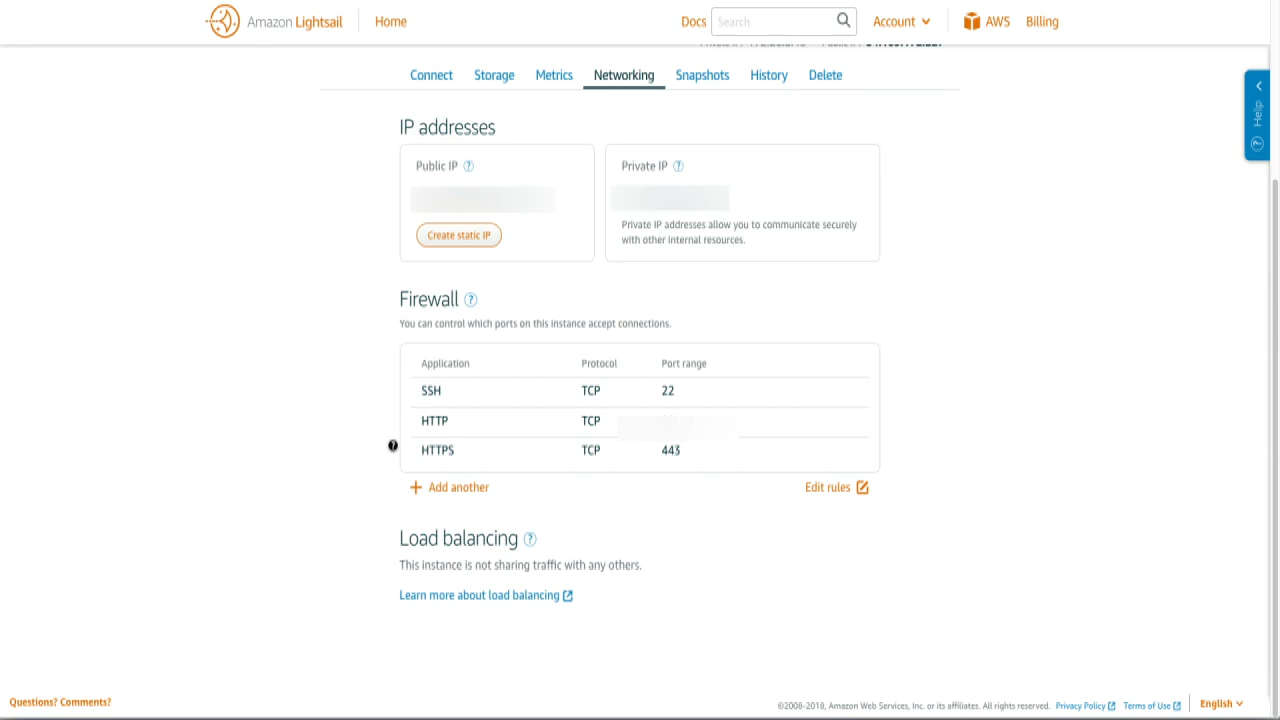 Amazon Lightsail Home Docs Search Account AWS Billing
Connect Storage Metrics Networking Snapshots History Delete
Help
IP addresses
Public IP
Create static IP
Private IP
Private IP addresses allow you to communicate securely
with other internal resources.
Firewall
You can control which ports on this instance accept connections.
Application Protocol Port range
SSH TCP 22
HTTP TCP
HTTPS TCP 443
+ Add another Edit rules
Load balancing
This instance is not sharing traffic with any others.
Learn more about load balancing
Questions? Comments? ©2008-2018, Amazon Web Services, Inc. or its affiliates. All rights reserved. Privacy Policy Terms of Use English